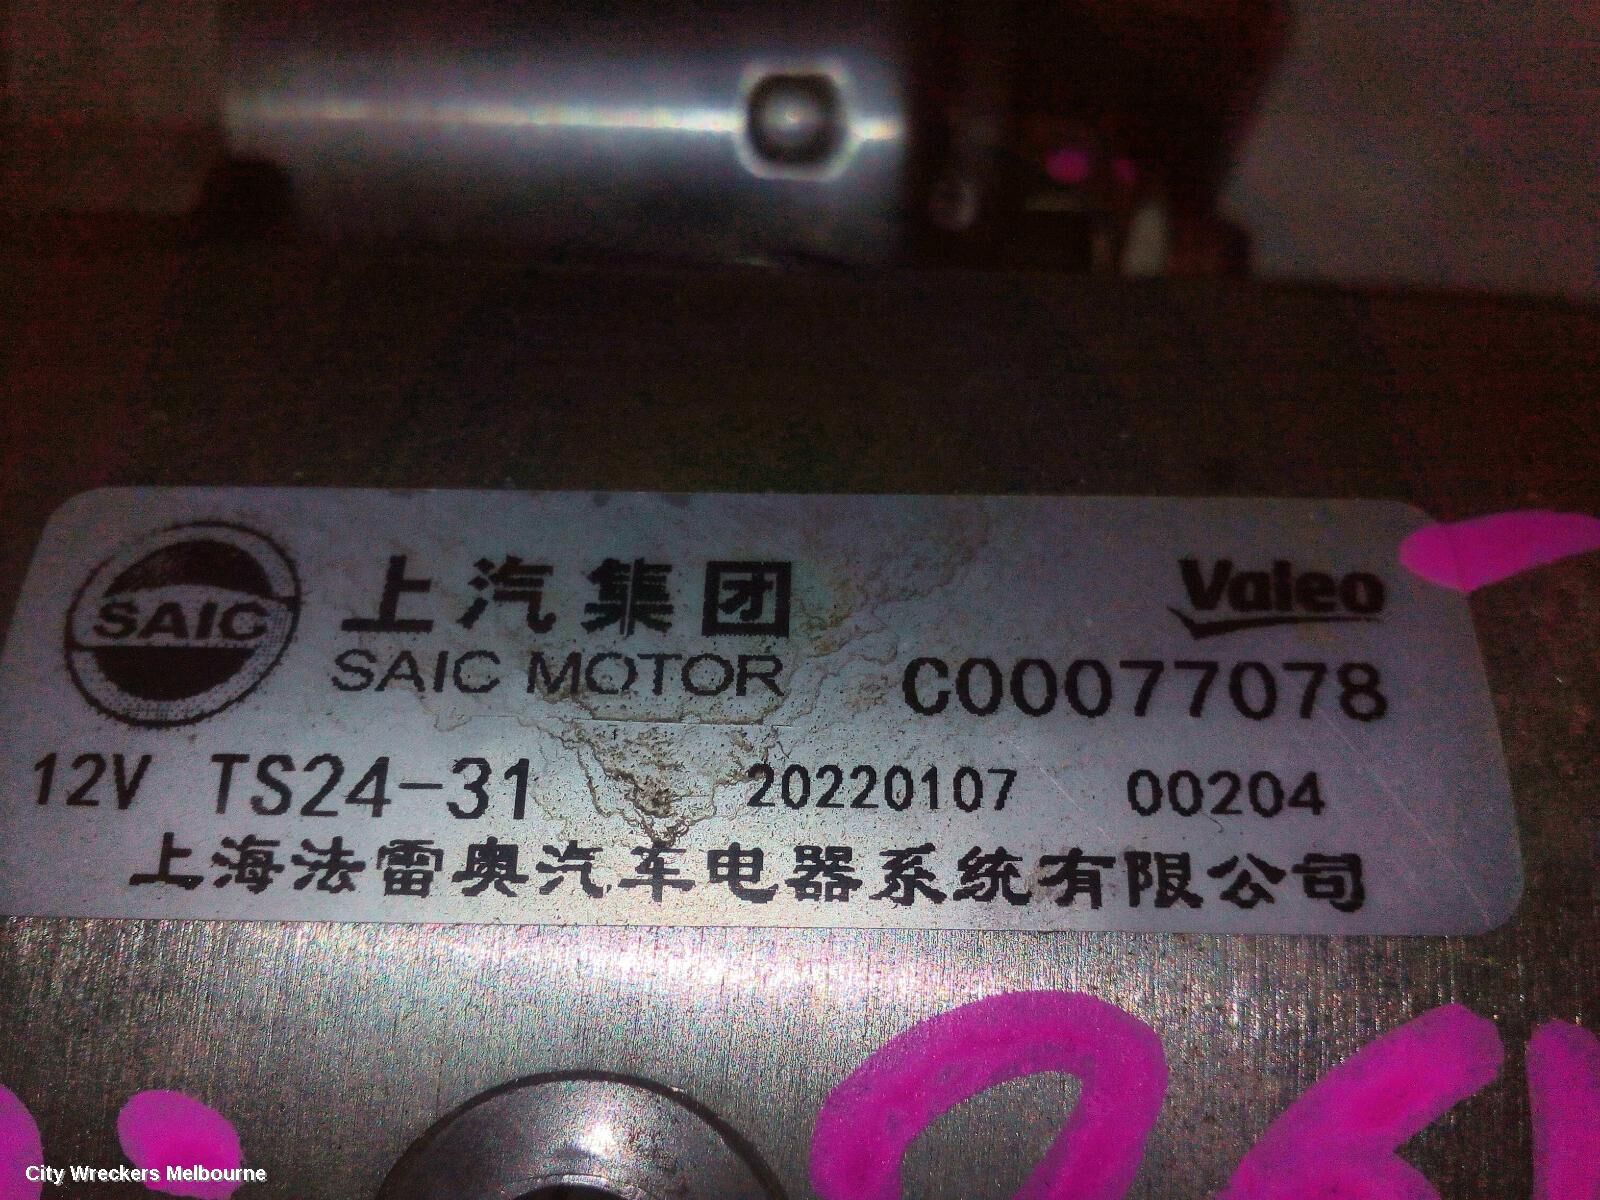 SAIC
上汽集团
SAIC MOTOR
Valeo
C00077078
12V TS24-31 20220107 00204
上海法雷奥汽车电器系统有限公司
City Wreckers Melbourne